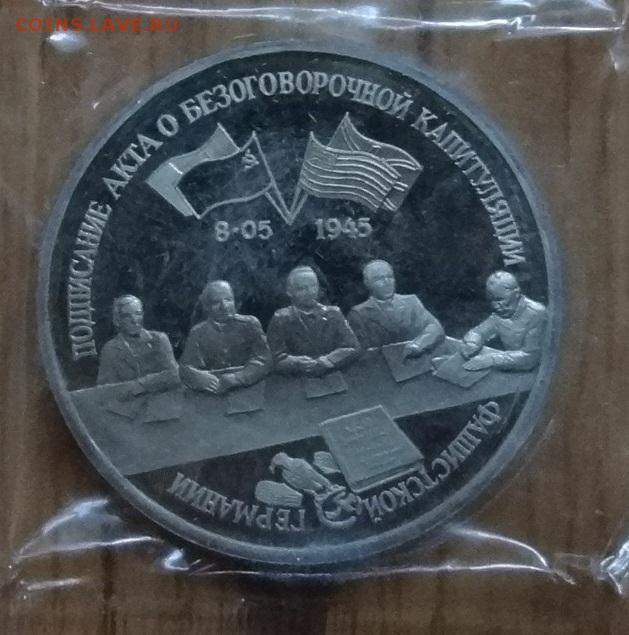 COINS.LAVE.RU
ПОДПИСАНИЕ АКТА О БЕЗОГОВОРОЧНОЙ КАПИТУЛЯЦИИ
8·05 1945
ФАШИСТСКОЙ ГЕРМАНИИ